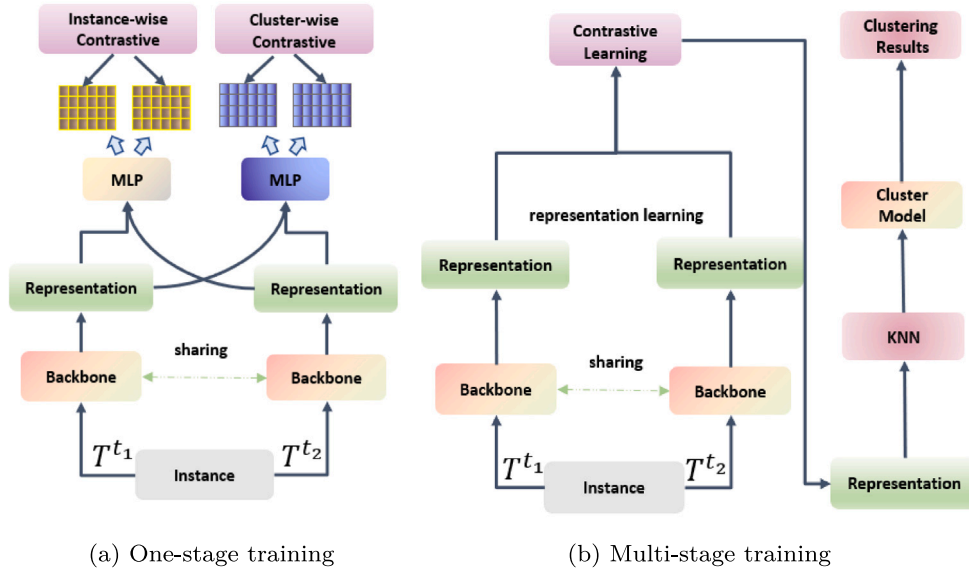 Instance-wise
Contrastive
Cluster-wise
Contrastive
MLP
MLP
Representation
Representation
sharing
Backbone
Backbone
T^{t_1}
T^{t_2}
Instance
(a) One-stage training
Contrastive
Learning
Clustering
Results
representation learning
Cluster
Model
Representation
Representation
KNN
sharing
Backbone
Backbone
T^{t_1}
T^{t_2}
Instance
Representation
(b) Multi-stage training